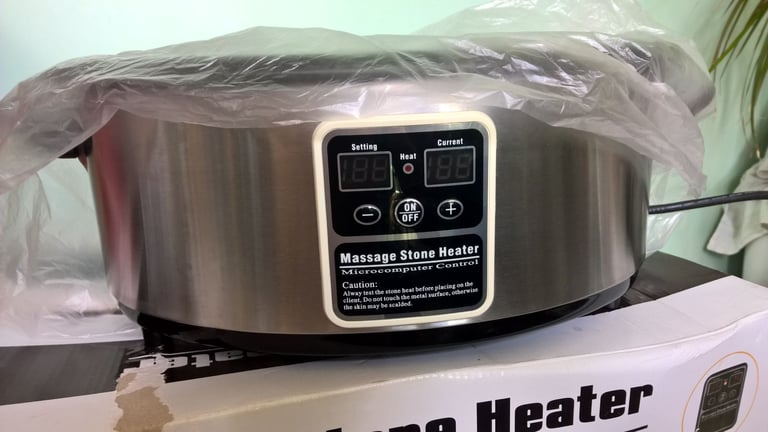 Setting
Heat
Current
−
ON
OFF
+
Massage Stone Heater
Microcomputer Control
Caution:
Alway test the stone heat before placing on the
client, Do not touch the metal surface, otherwise
the skin may be scalded.
Heater